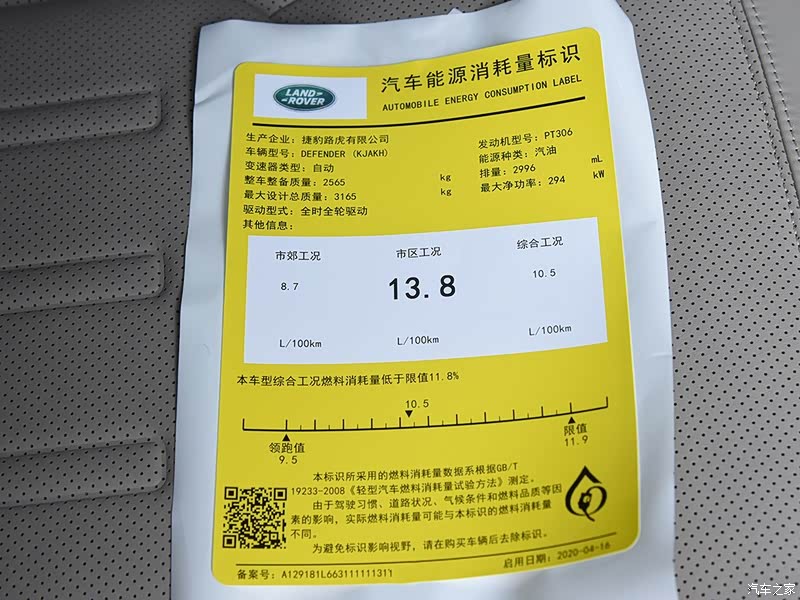 LAND-
-ROVER
汽车能源消耗量标识
AUTOMOBILE ENERGY CONSUMPTION LABEL
生产企业：捷豹路虎有限公司
车辆型号：DEFENDER (KJAKH)
变速器类型：自动
整车整备质量：2565 kg
最大设计总质量：3165 kg
驱动型式：全时全轮驱动
其他信息：
发动机型号：PT306
能源种类：汽油
排量：2996 mL
最大净功率：294 kW
市郊工况 市区工况 综合工况
8.7 13.8 10.5
L/100km L/100km L/100km
本车型综合工况燃料消耗量低于限值11.8%
10.5
领跑值 限值
9.5 11.9
本标识所采用的燃料消耗量数据系根据GB/T
19233-2008《轻型汽车燃料消耗量试验方法》测定。
由于驾驶习惯、道路状况、气候条件和燃料品质等因
素的影响，实际燃料消耗量可能与本标识的燃料消耗量
不同。
为避免标识影响视野，请在购买车辆后去除标识。
备案号：A129181L66311111131Y
启用日期：2020-04-16
汽车之家